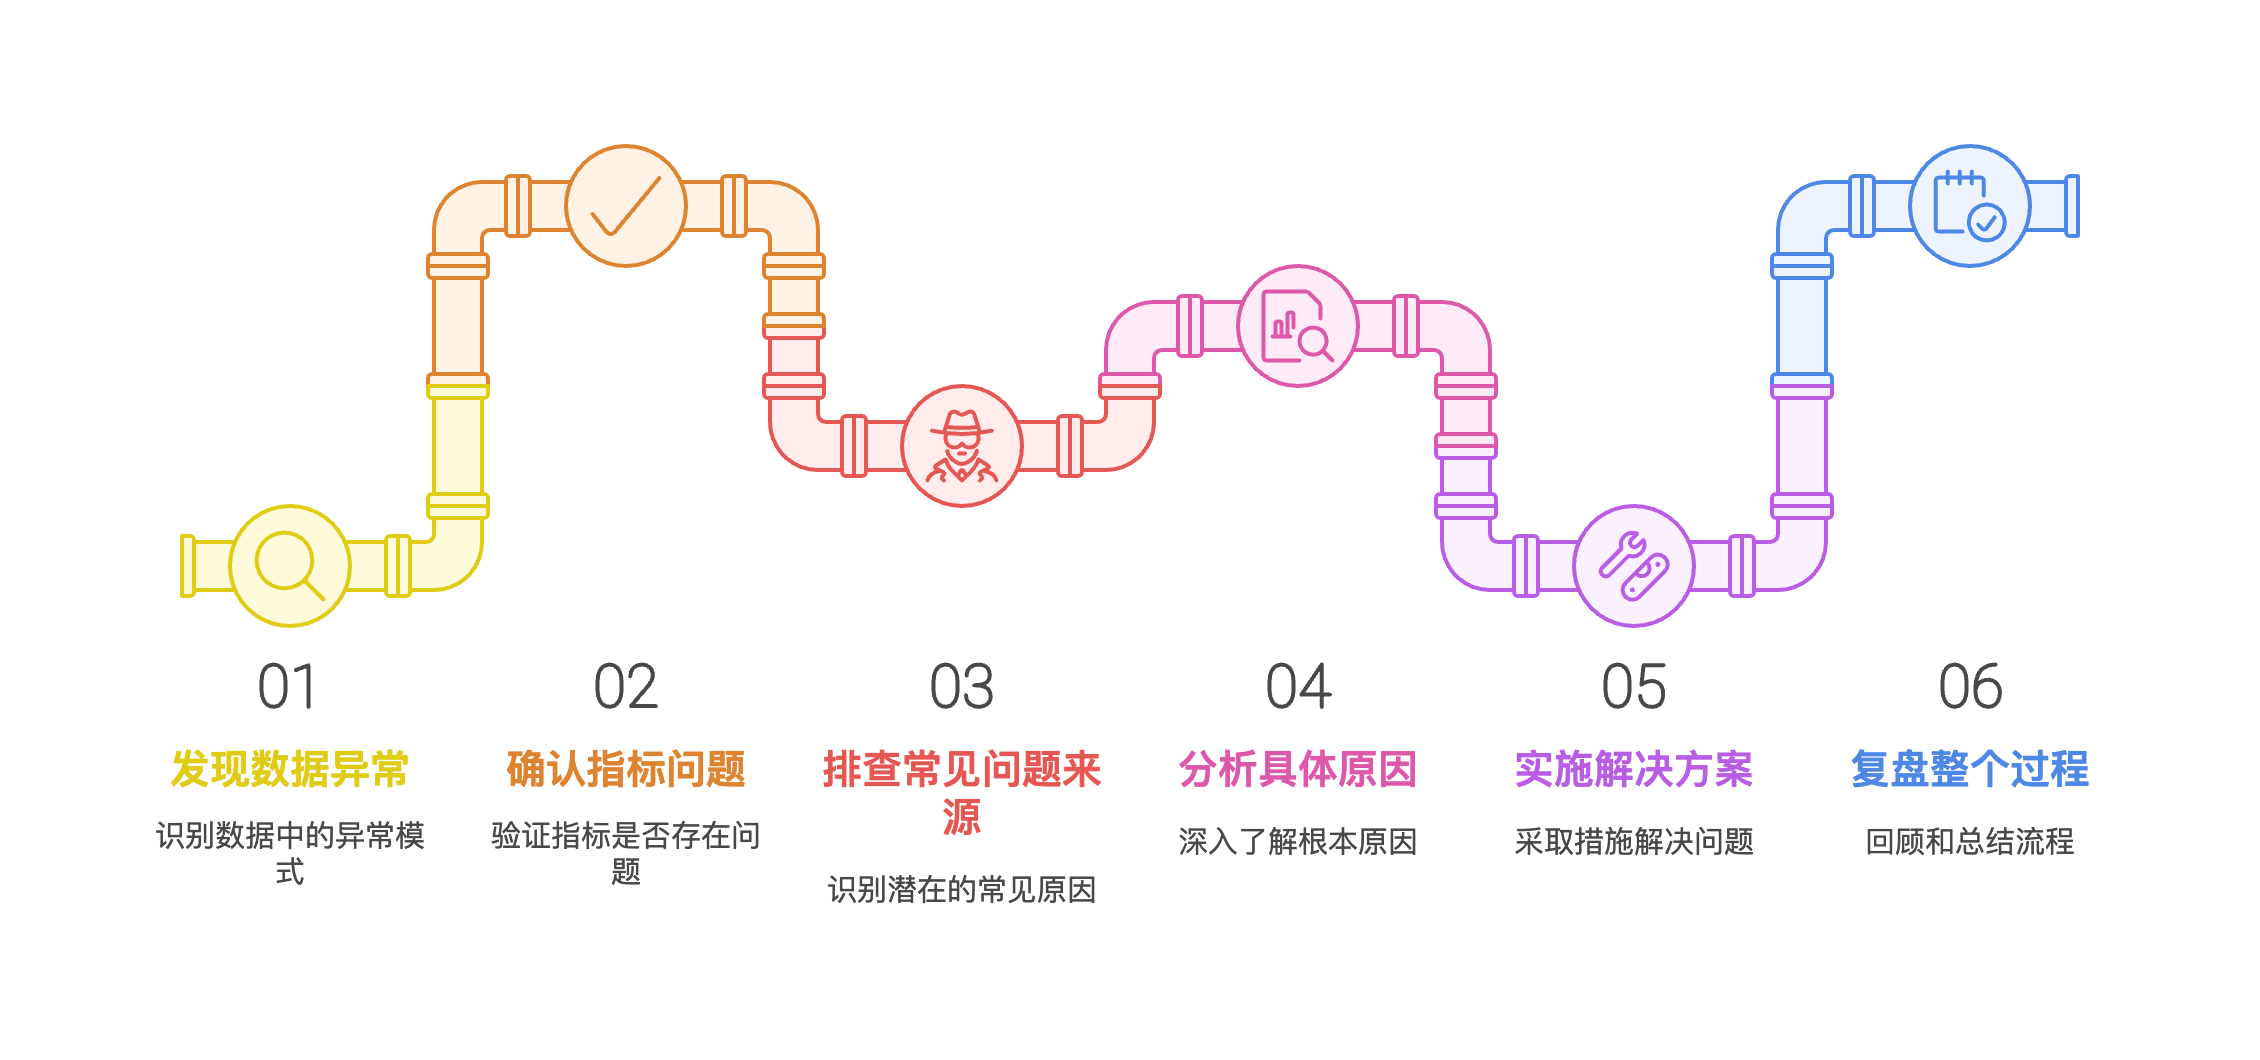 01
发现数据异常
识别数据中的异常模
式
02
确认指标问题
验证指标是否存在问
题
03
排查常见问题来
源
识别潜在的常见原因
04
分析具体原因
深入了解根本原因
05
实施解决方案
采取措施解决问题
06
复盘整个过程
回顾和总结流程